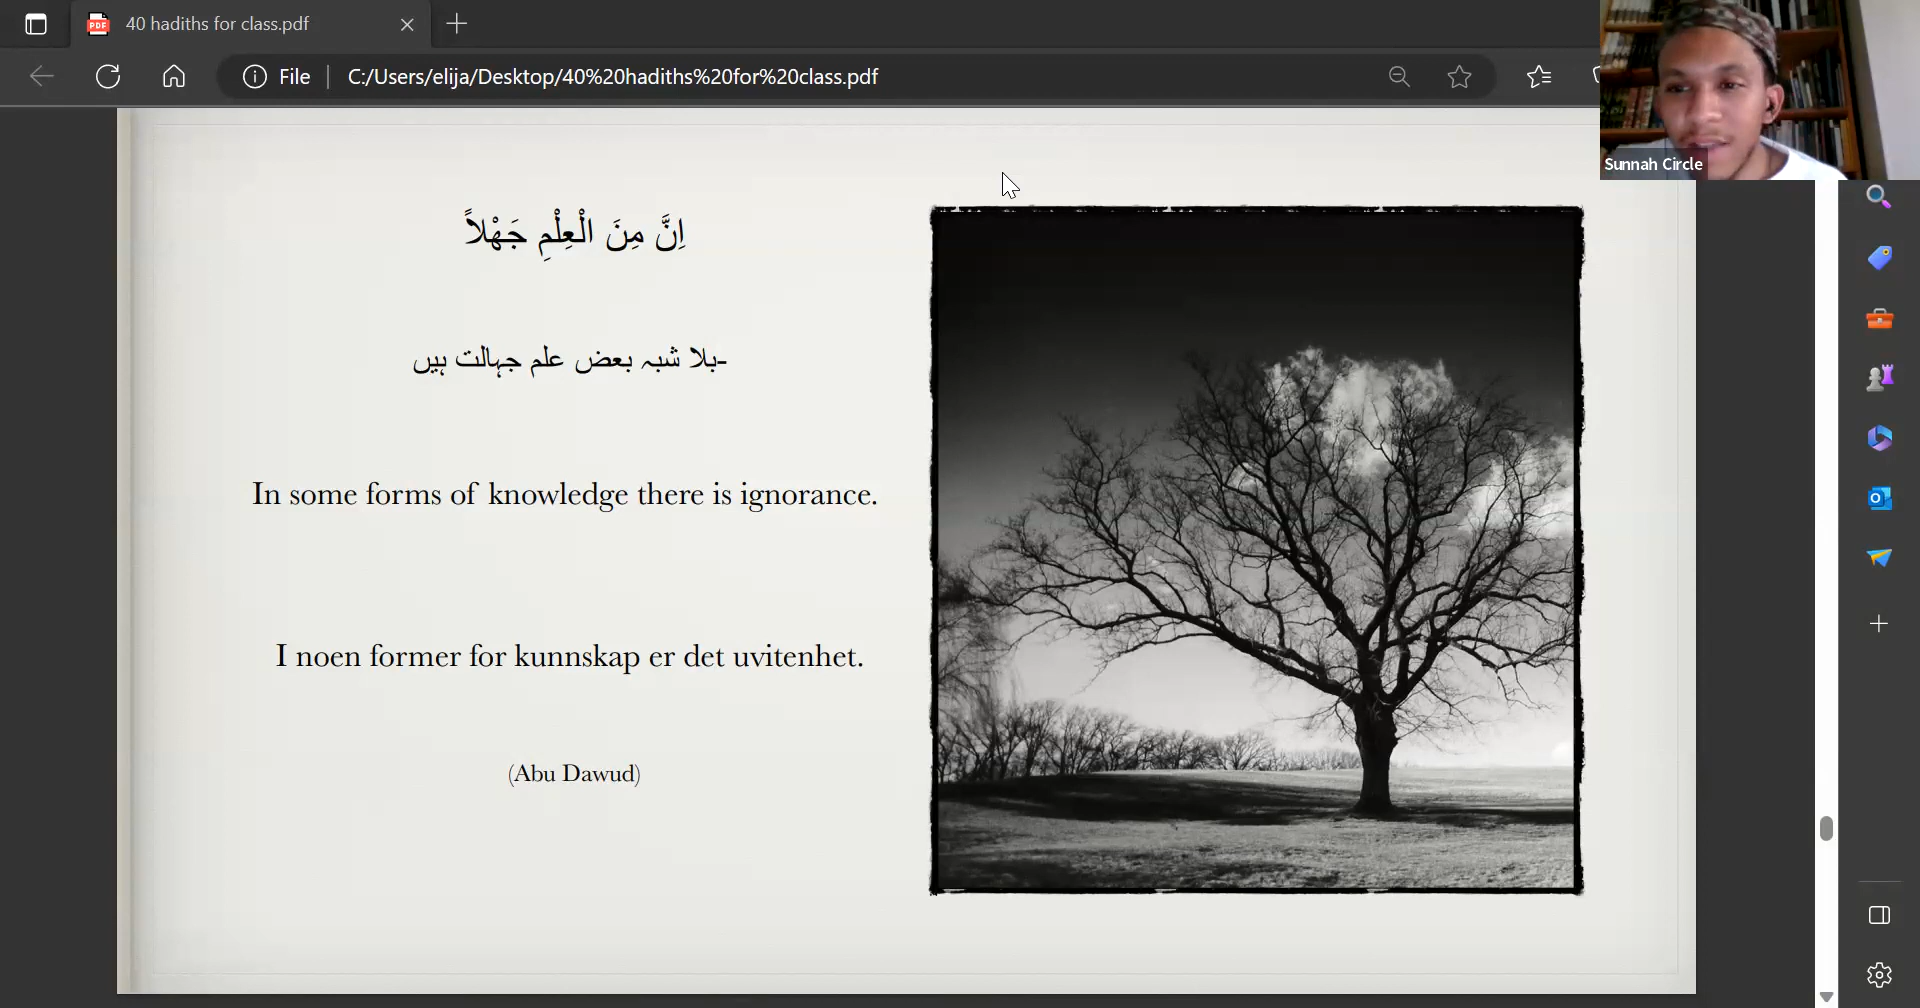 40 hadiths for class.pdf
File
C:/Users/elija/Desktop/40%20hadiths%20for%20class.pdf
Sunnah Circle
اِنَّ مِنَ الْعِلْمِ جَهْلاً
بلا شبہ بعض علم جہالت ہیں-
In some forms of knowledge there is ignorance.
I noen former for kunnskap er det uvitenhet.
(Abu Dawud)